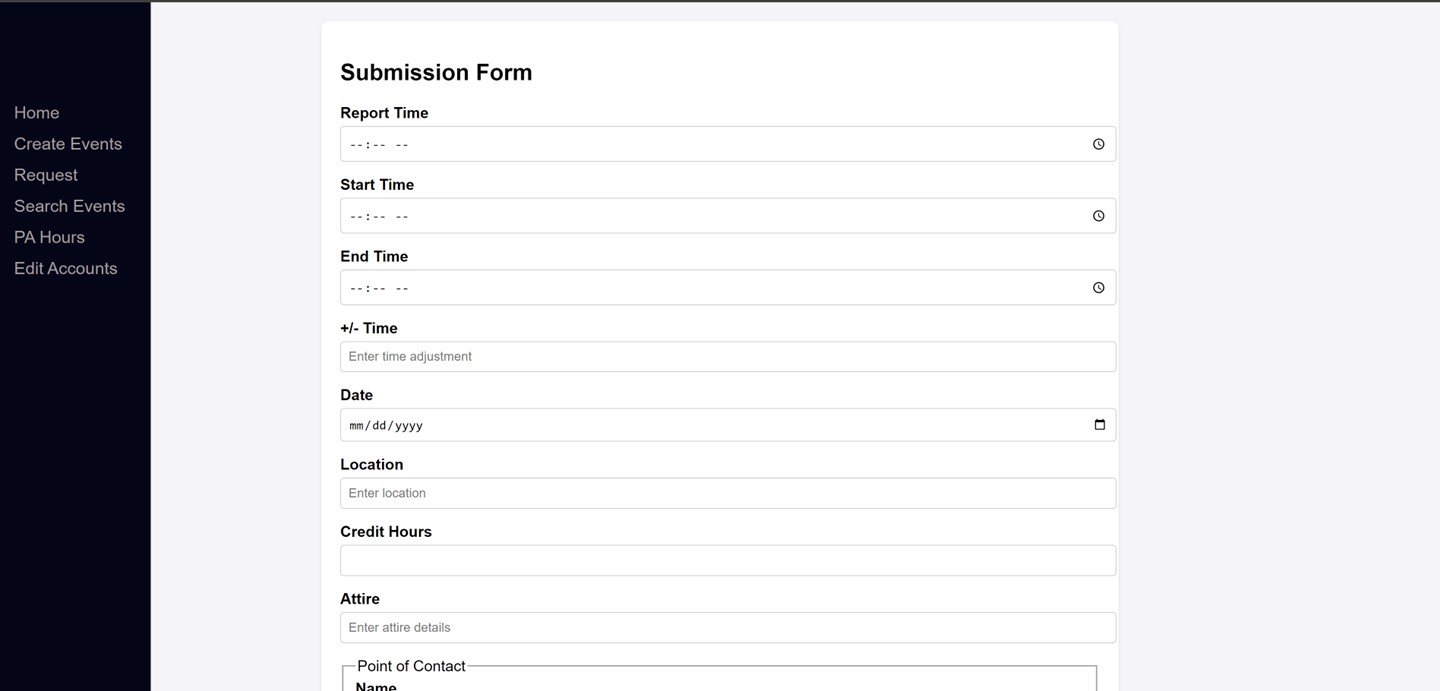 Home
Create Events
Request
Search Events
PA Hours
Edit Accounts
Submission Form
Report Time
--:-- --
Start Time
--:-- --
End Time
--:-- --
+/- Time
Enter time adjustment
Date
mm/dd/yyyy
Location
Enter location
Credit Hours
Attire
Enter attire details
Point of Contact
Name